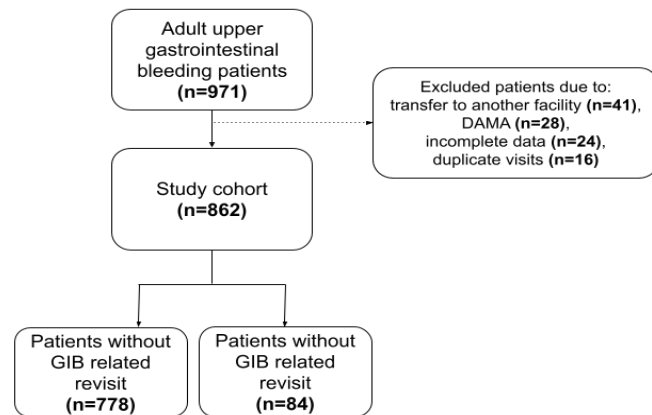 Adult upper
gastrointestinal
bleeding patients
(n=971)
Excluded patients due to:
transfer to another facility (n=41),
DAMA (n=28),
incomplete data (n=24),
duplicate visits (n=16)
Study cohort
(n=862)
Patients without
GIB related
revisit
(n=778)
Patients without
GIB related
revisit
(n=84)